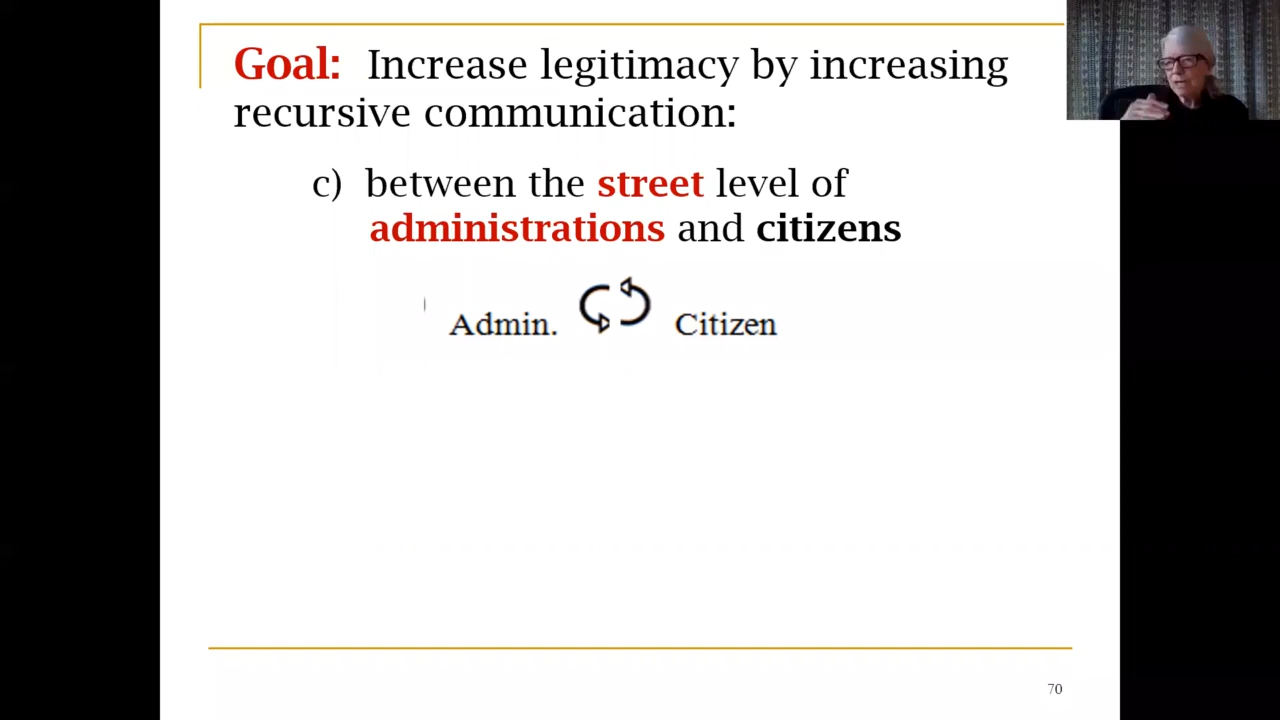 Goal: Increase legitimacy by increasing
recursive communication:
c) between the street level of
administrations and citizens
Admin. Citizen
70